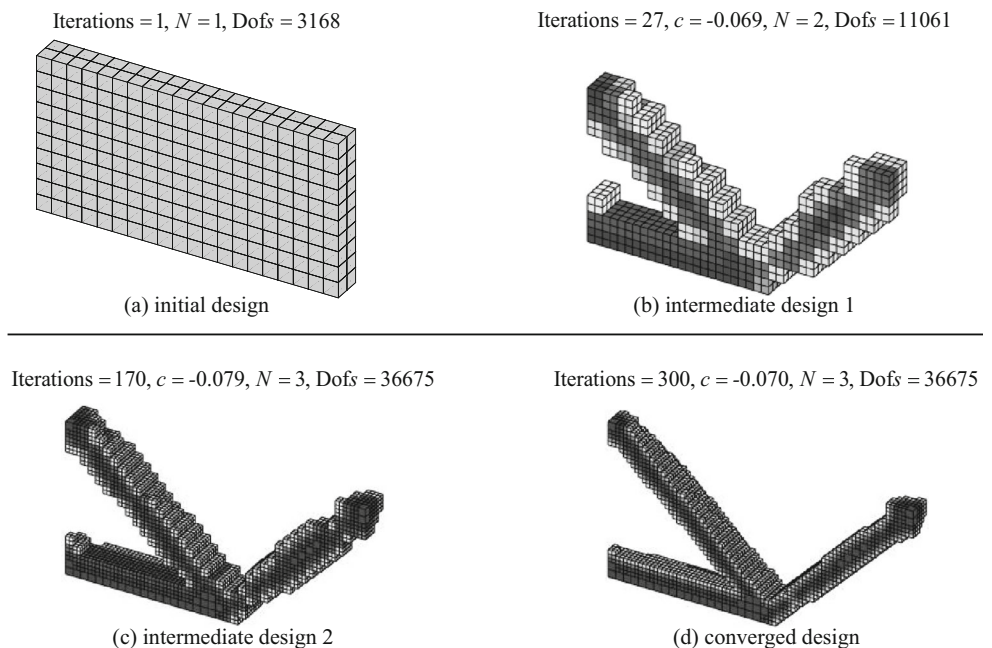 Iterations = 1, N = 1, Dofs = 3168
Iterations = 27, c = -0.069, N = 2, Dofs = 11061
(a) initial design
(b) intermediate design 1
Iterations = 170, c = -0.079, N = 3, Dofs = 36675
Iterations = 300, c = -0.070, N = 3, Dofs = 36675
(c) intermediate design 2
(d) converged design